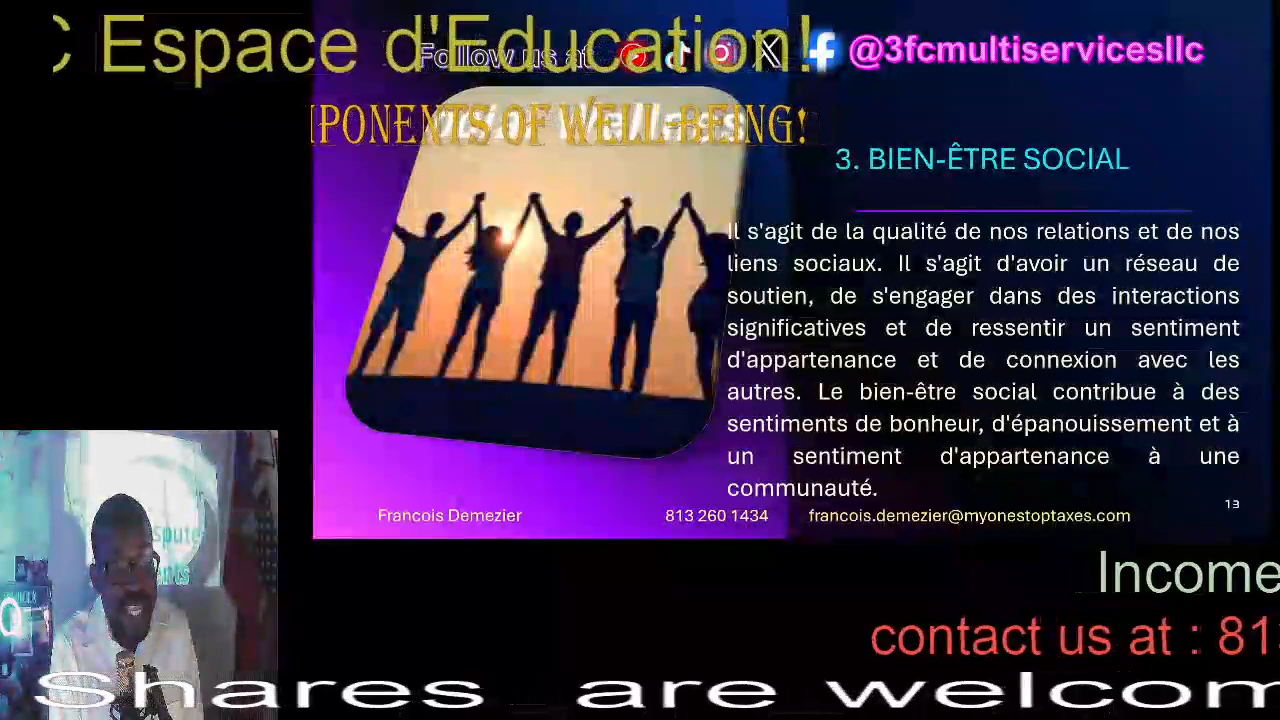 C Espace d'Education!
Follow us at @3fcmultiservicesllc
MPONENTS OF WELL-BEING!
3. BIEN-ÊTRE SOCIAL
Il s'agit de la qualité de nos relations et de nos
liens sociaux. Il s'agit d'avoir un réseau de
soutien, de s'engager dans des interactions
significatives et de ressentir un sentiment
d'appartenance et de connexion avec les
autres. Le bien-être social contribue à des
sentiments de bonheur, d'épanouissement et à
un sentiment d'appartenance à une
communauté.
Francois Demezier 813 260 1434 francois.demezier@myonestoptaxes.com
13
Income
contact us at : 81
Shares are welcom